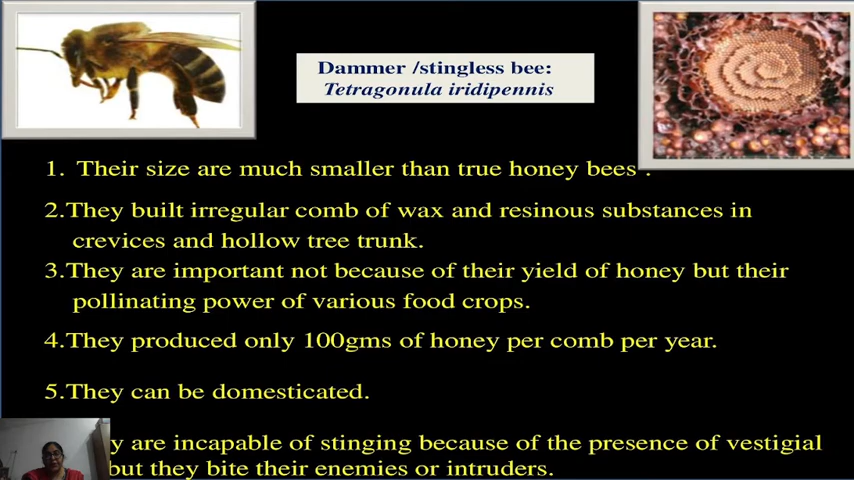 Dammer /stingless bee:
Tetragonula iridipennis
1. Their size are much smaller than true honey bees .
2.They built irregular comb of wax and resinous substances in
crevices and hollow tree trunk.
3.They are important not because of their yield of honey but their
pollinating power of various food crops.
4.They produced only 100gms of honey per comb per year.
5.They can be domesticated.
y are incapable of stinging because of the presence of vestigial
but they bite their enemies or intruders.